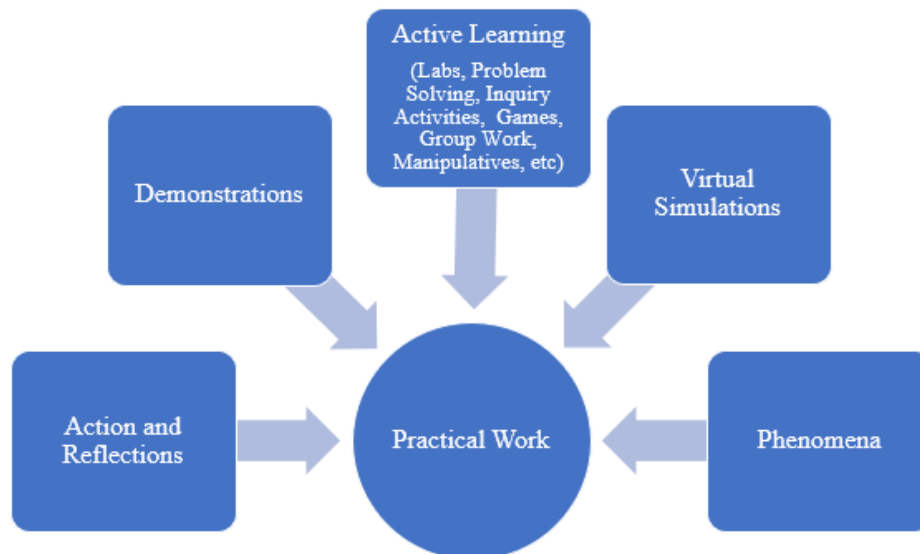 Active Learning
(Labs, Problem
Solving, Inquiry
Activities,  Games,
Group Work,
Manipulatives, etc)
Demonstrations
Virtual
Simulations
Action and
Reflections
Practical Work
Phenomena